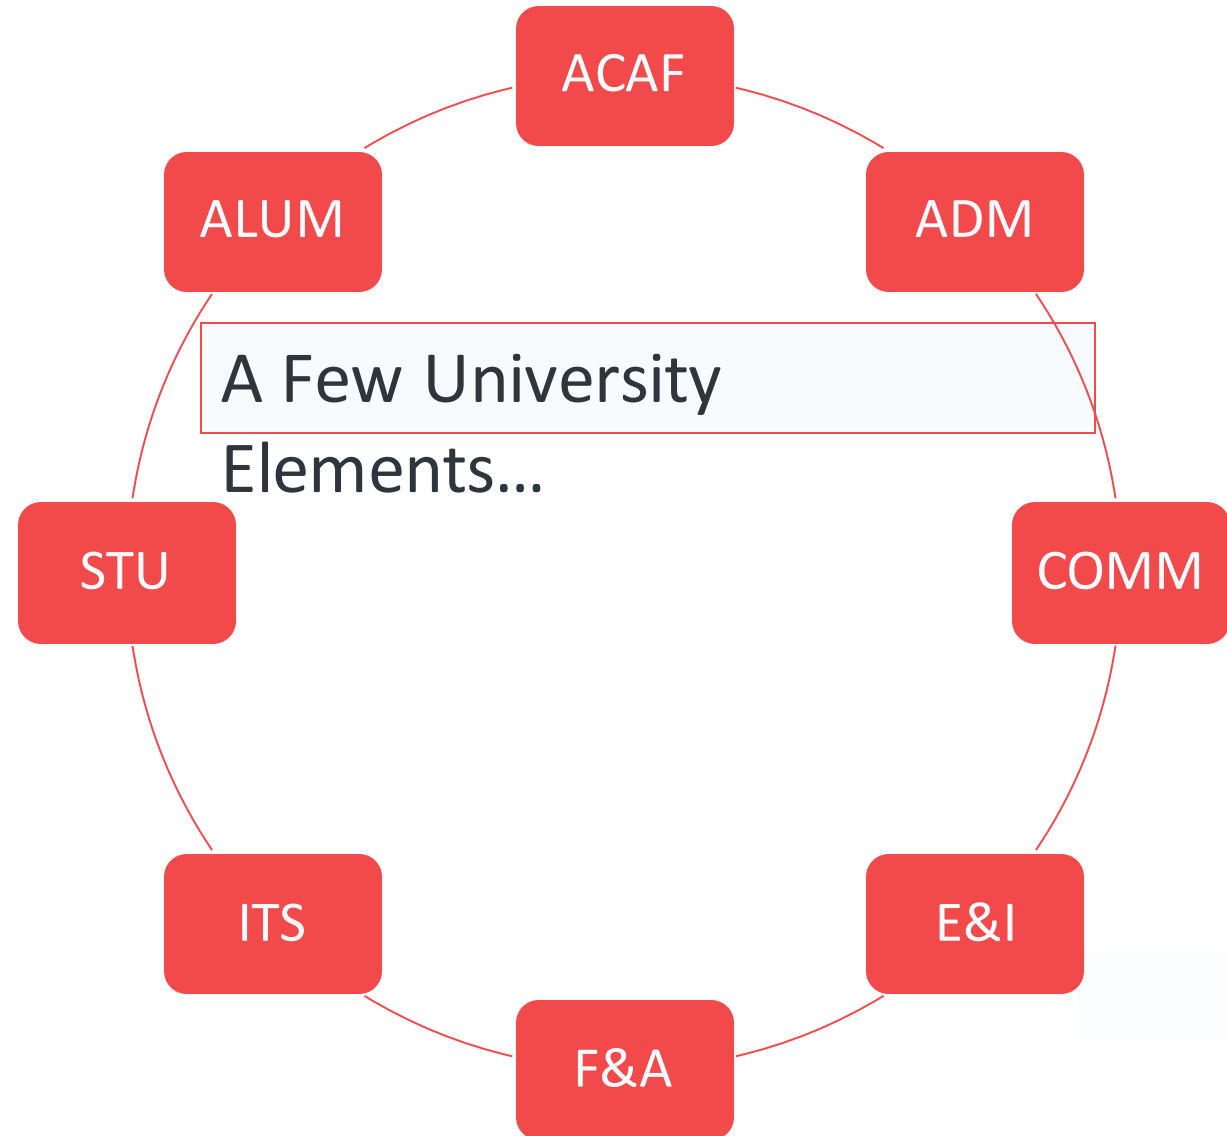 ACAF
ALUM
ADM
A Few University
Elements...
STU
COMM
ITS
E&I
F&A